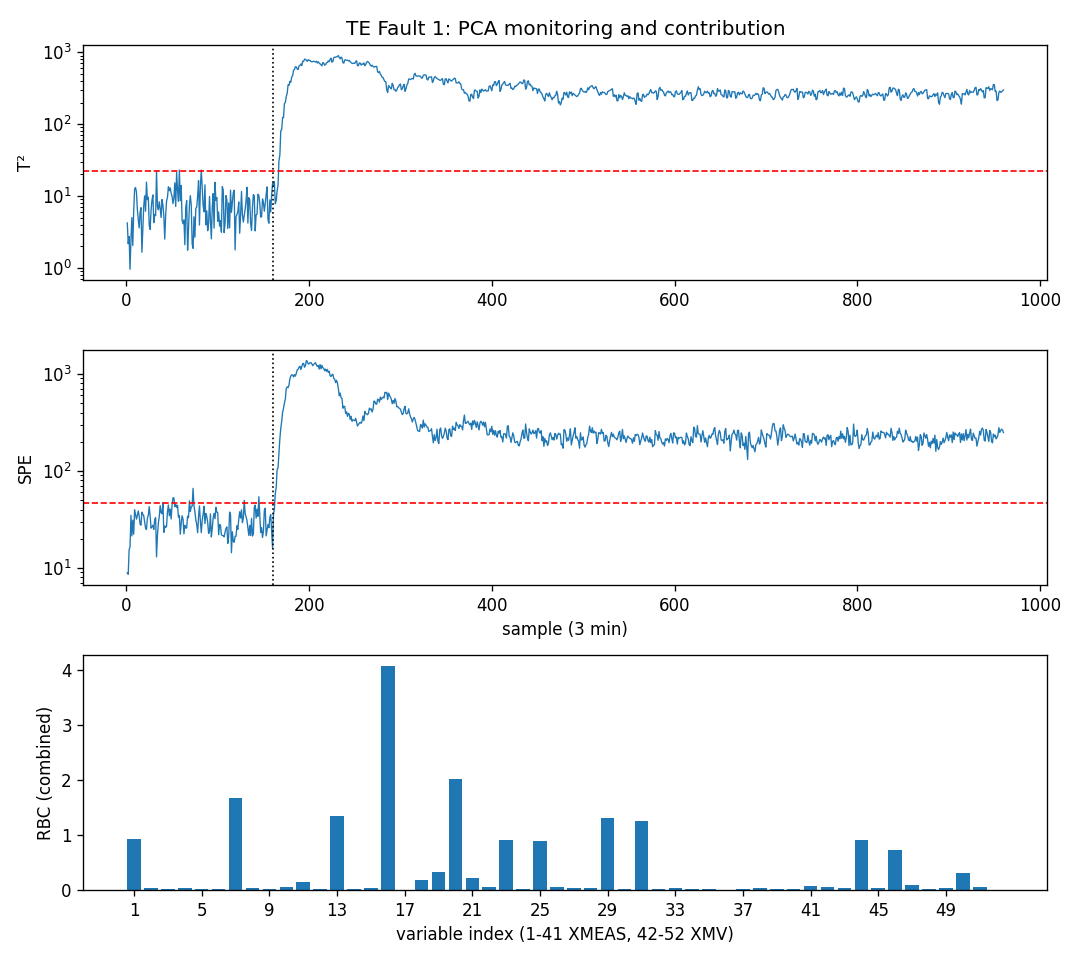 TE Fault 1: PCA monitoring and contribution
10³
10²
10¹
10⁰
T²
0 200 400 600 800 1000
10³
10²
10¹
SPE
0 200 400 600 800 1000
sample (3 min)
4
3
2
1
0
RBC (combined)
1 5 9 13 17 21 25 29 33 37 41 45 49
variable index (1-41 XMEAS, 42-52 XMV)